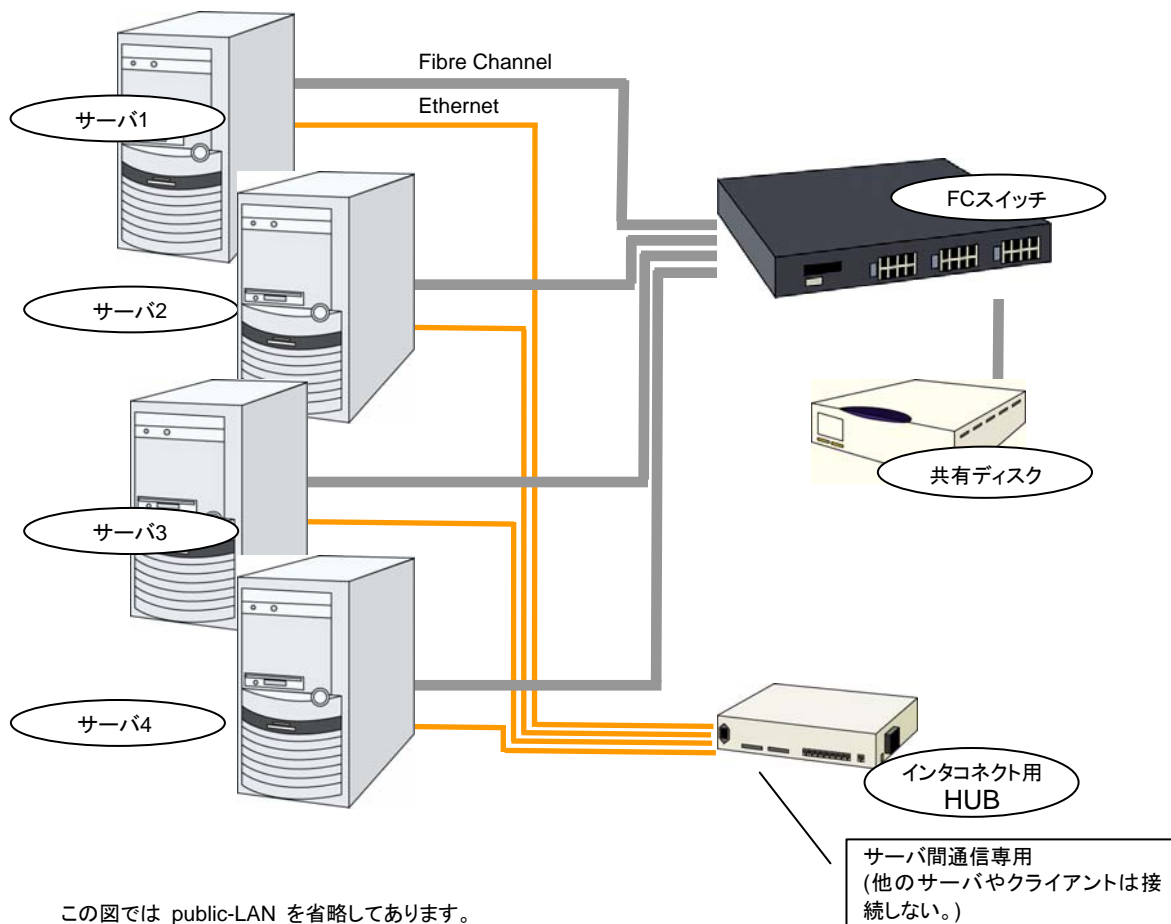 Fibre Channel
Ethernet
サーバ1
FCスイッチ
サーバ2
共有ディスク
サーバ3
サーバ4
インタコネクト用
HUB
サーバ間通信専用
(他のサーバやクライアントは接
続しない。)
この図では public-LAN を省略してあります。